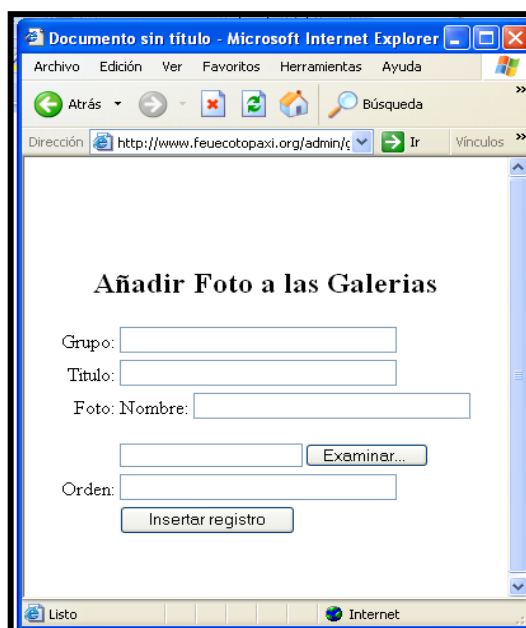 Documento sin título - Microsoft Internet Explorer
Archivo Edición Ver Favoritos Herramientas Ayuda
Atrás Búsqueda
Dirección http://www.feuecotopaxi.org/admin/g Ir Vínculos
Añadir Foto a las Galerias
Grupo:
Titulo:
Foto: Nombre:
Examinar...
Orden:
Insertar registro
Listo Internet